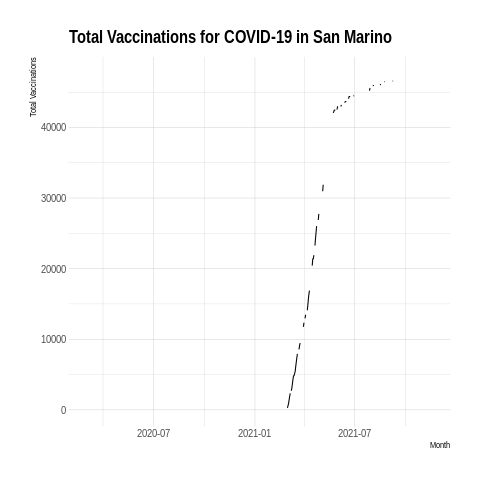 Total Vaccinations for COVID-19 in San Marino
Total Vaccinations
40000
30000
20000
10000
0
2020-07 2021-01 2021-07
Month